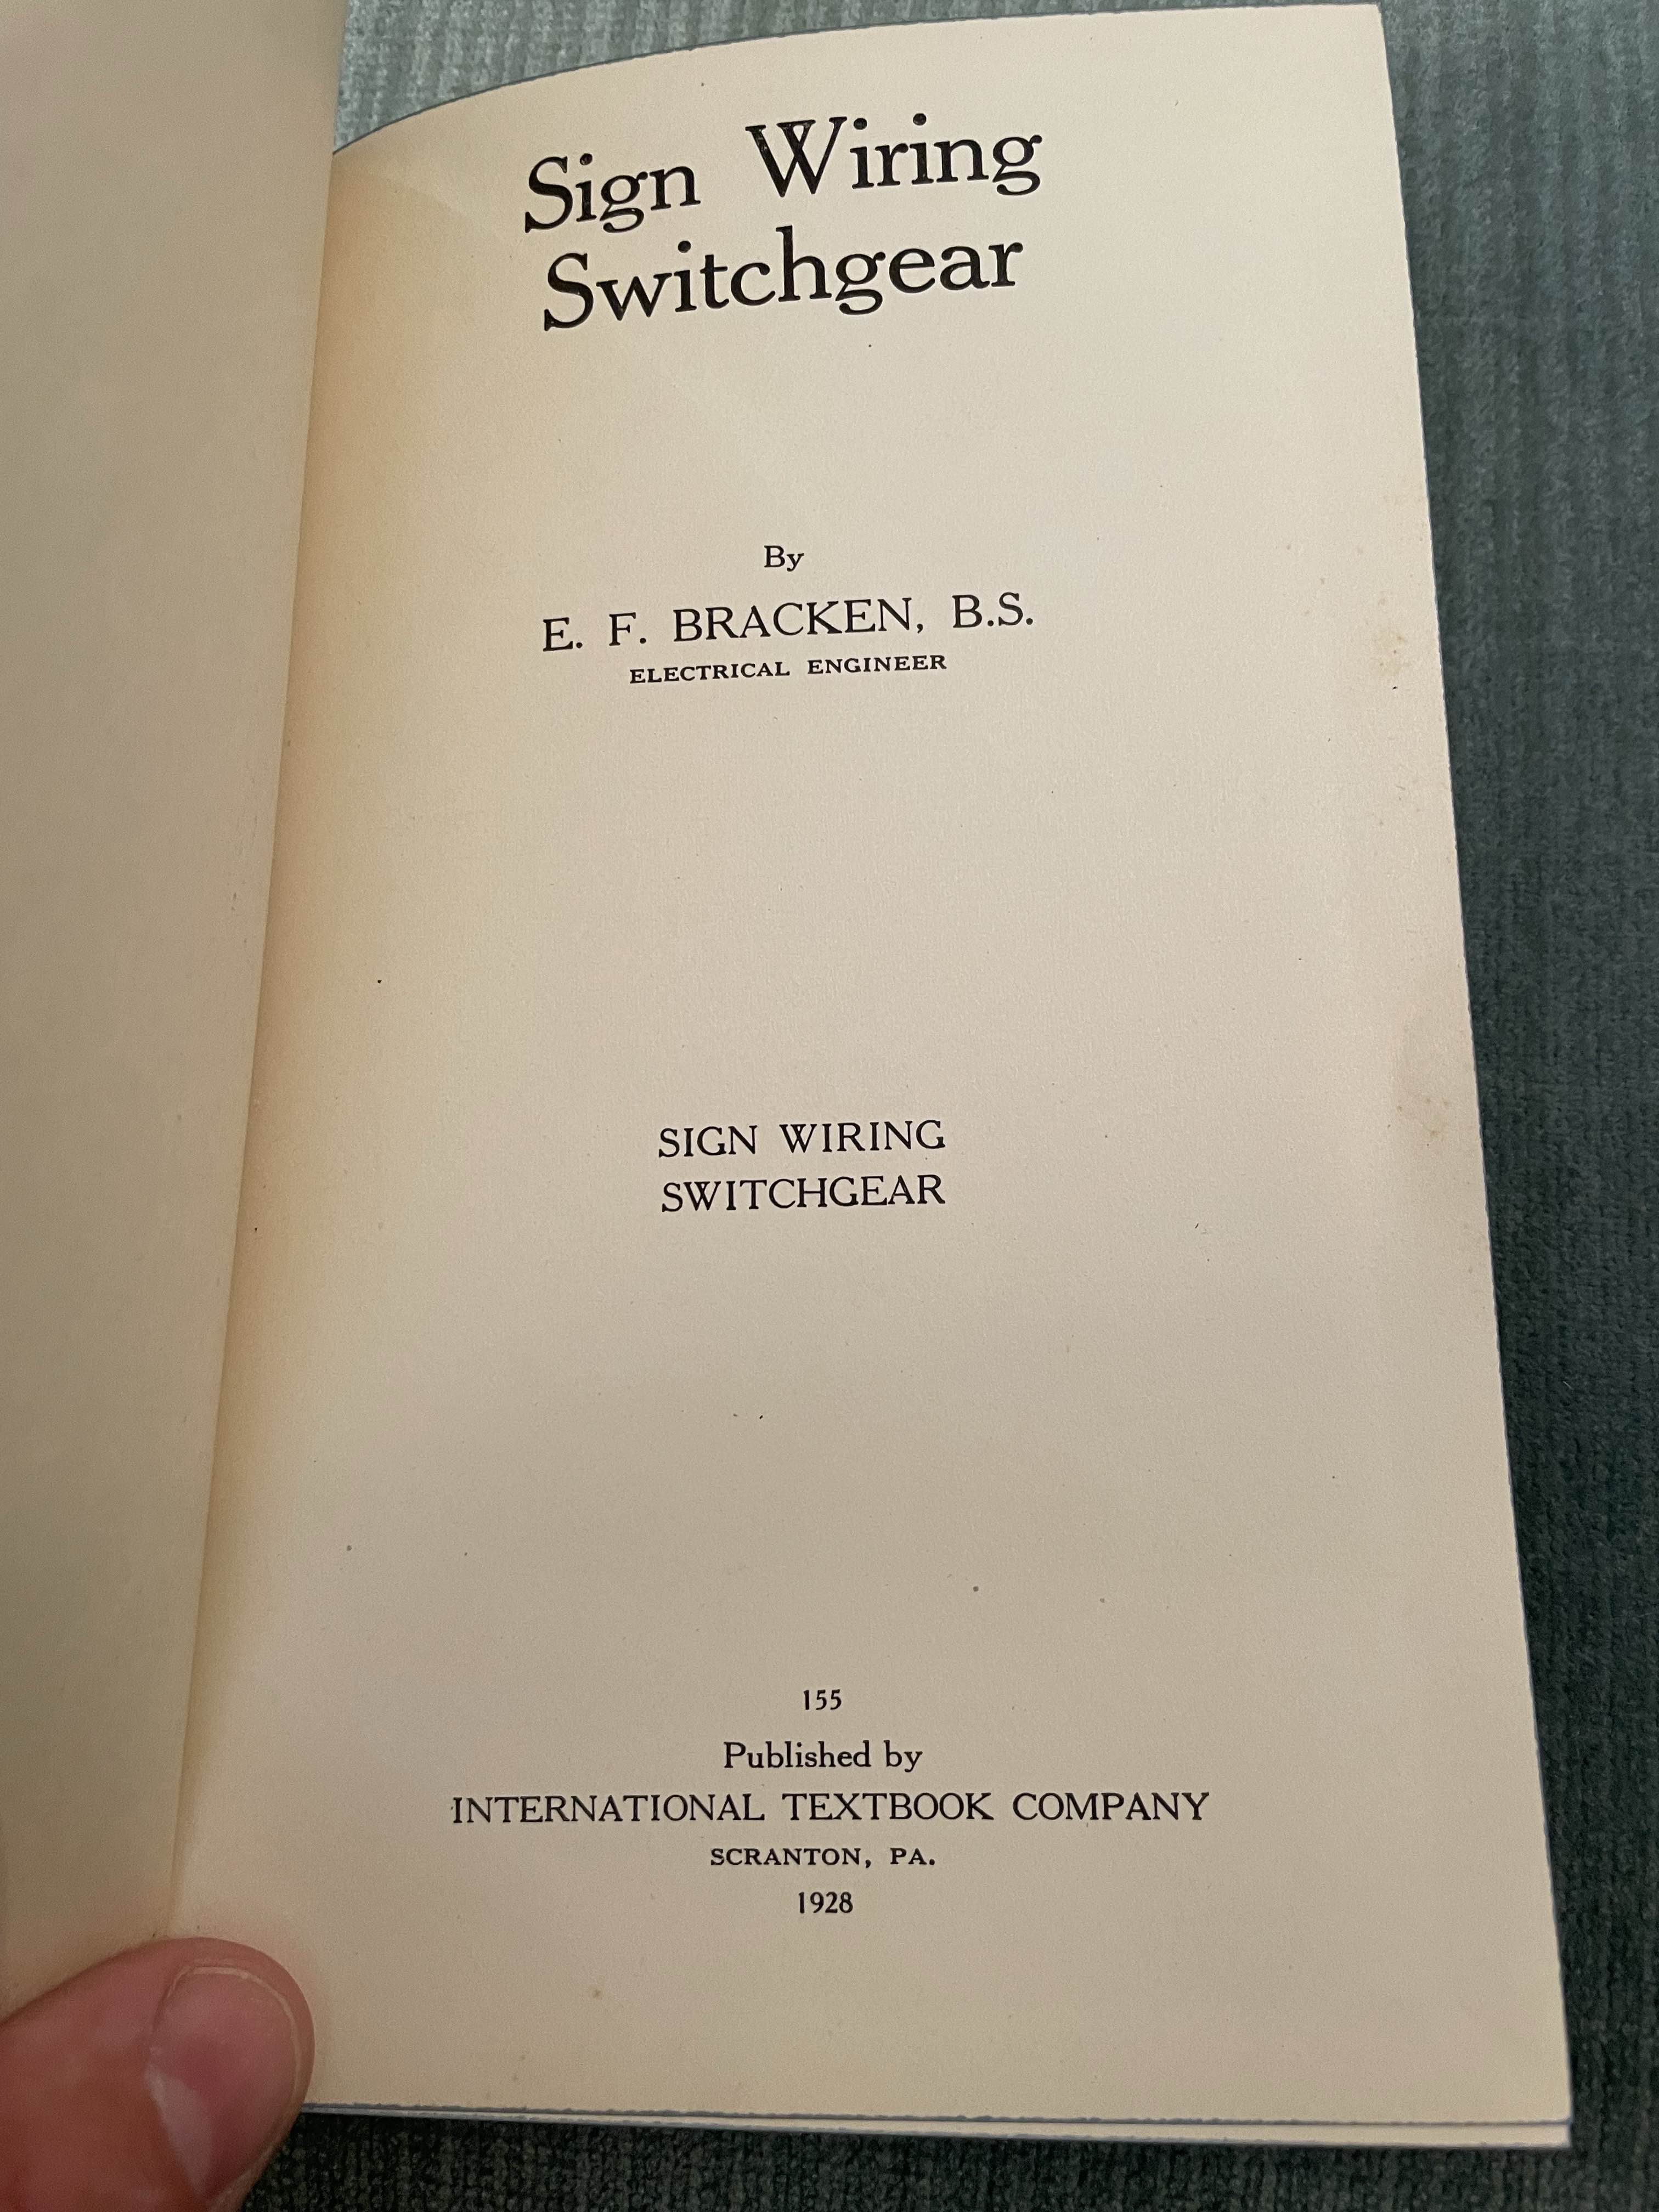 Sign Wiring
Switchgear
By
E. F. BRACKEN, B.S.
ELECTRICAL ENGINEER
SIGN WIRING
SWITCHGEAR
155
Published by
INTERNATIONAL TEXTBOOK COMPANY
SCRANTON, PA.
1928